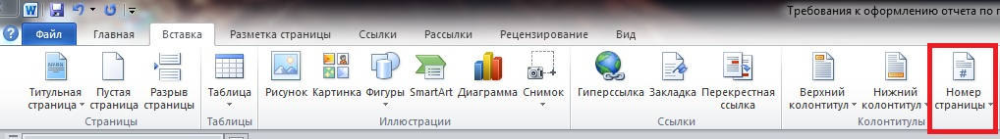 Требования к оформлению отчета по п
Файл Главная Вставка Разметка страницы Ссылки Рассылки Рецензирование Вид
Титульная страница Пустая страница Разрыв страницы Таблица Рисунок Картинка Фигуры SmartArt Диаграмма Снимок Гиперссылка Закладка Перекрестная ссылка Верхний колонтитул Нижний колонтитул Номер страницы
Страницы Таблицы Иллюстрации Ссылки Колонтитулы